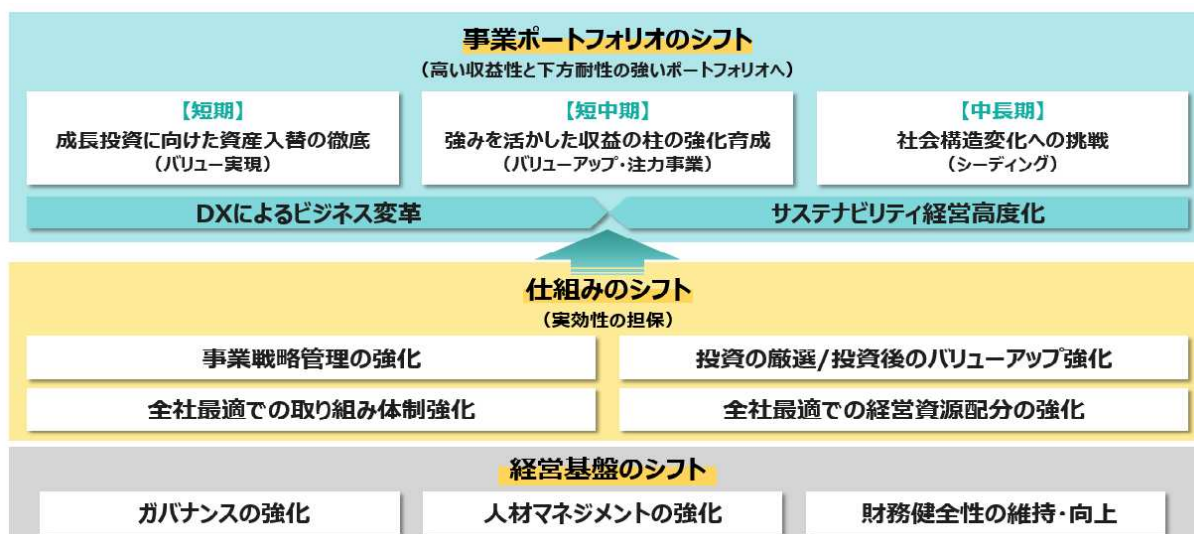 事業ポートフォリオのシフト
（高い収益性と下方耐性の強いポートフォリオへ）
【短期】
成長投資に向けた資産入替の徹底
（バリュー実現）
【短中期】
強みを活かした収益の柱の強化育成
（バリューアップ・注力事業）
【中長期】
社会構造変化への挑戦
（シーディング）
DXによるビジネス変革
サステナビリティ経営高度化
仕組みのシフト
（実効性の担保）
事業戦略管理の強化
投資の厳選/投資後のバリューアップ強化
全社最適での取り組み体制強化
全社最適での経営資源配分の強化
経営基盤のシフト
ガバナンスの強化
人材マネジメントの強化
財務健全性の維持・向上